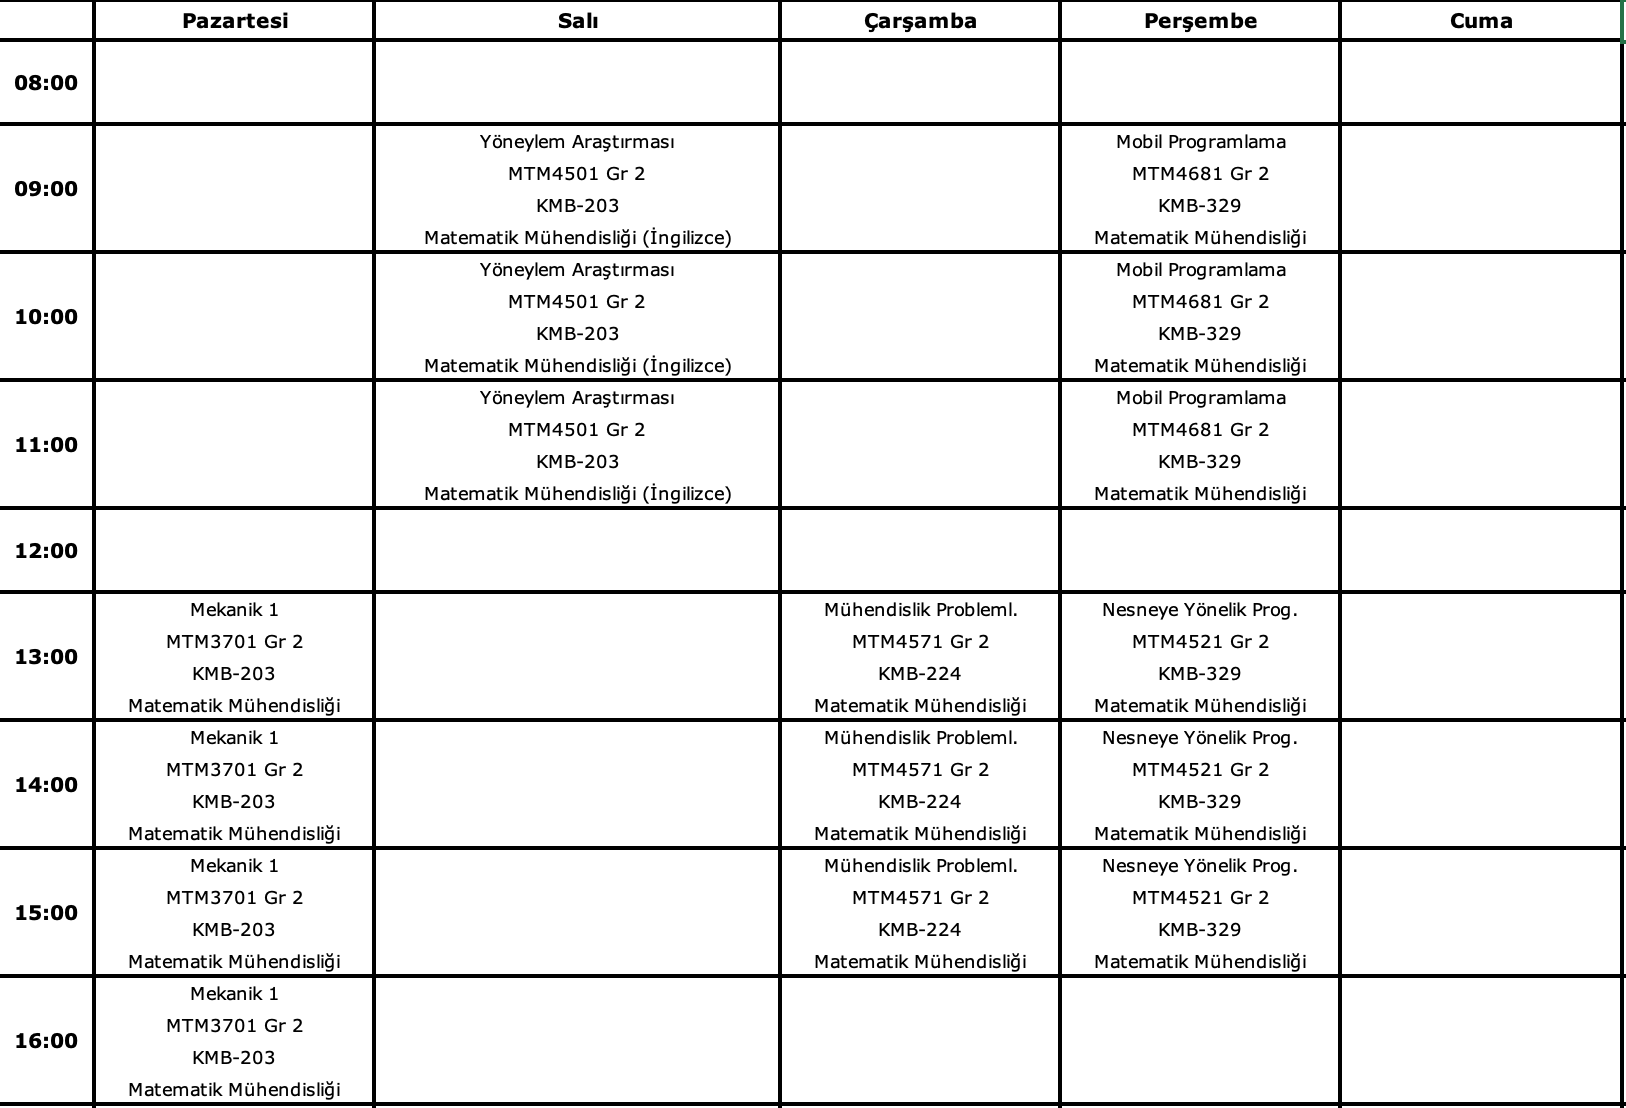 Pazartesi Salı Çarşamba Perşembe Cuma
08:00
09:00
Yöneylem Araştırması
MTM4501 Gr 2
KMB-203
Matematik Mühendisliği (İngilizce)
Mobil Programlama
MTM4681 Gr 2
KMB-329
Matematik Mühendisliği
10:00
Yöneylem Araştırması
MTM4501 Gr 2
KMB-203
Matematik Mühendisliği (İngilizce)
Mobil Programlama
MTM4681 Gr 2
KMB-329
Matematik Mühendisliği
11:00
Yöneylem Araştırması
MTM4501 Gr 2
KMB-203
Matematik Mühendisliği (İngilizce)
Mobil Programlama
MTM4681 Gr 2
KMB-329
Matematik Mühendisliği
12:00
13:00
Mekanik 1
MTM3701 Gr 2
KMB-203
Matematik Mühendisliği
Mühendislik Probleml.
MTM4571 Gr 2
KMB-224
Matematik Mühendisliği
Nesneye Yönelik Prog.
MTM4521 Gr 2
KMB-329
Matematik Mühendisliği
14:00
Mekanik 1
MTM3701 Gr 2
KMB-203
Matematik Mühendisliği
Mühendislik Probleml.
MTM4571 Gr 2
KMB-224
Matematik Mühendisliği
Nesneye Yönelik Prog.
MTM4521 Gr 2
KMB-329
Matematik Mühendisliği
15:00
Mekanik 1
MTM3701 Gr 2
KMB-203
Matematik Mühendisliği
Mühendislik Probleml.
MTM4571 Gr 2
KMB-224
Matematik Mühendisliği
Nesneye Yönelik Prog.
MTM4521 Gr 2
KMB-329
Matematik Mühendisliği
16:00
Mekanik 1
MTM3701 Gr 2
KMB-203
Matematik Mühendisliği